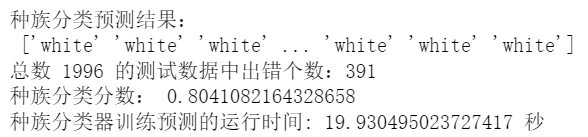 种族分类预测结果:
['white' 'white' 'white' ... 'white' 'white' 'white']
总数 1996 的测试数据中出错个数：391
种族分类分数： 0.8041082164328658
种族分类器训练预测的运行时间: 19.930495023727417 秒